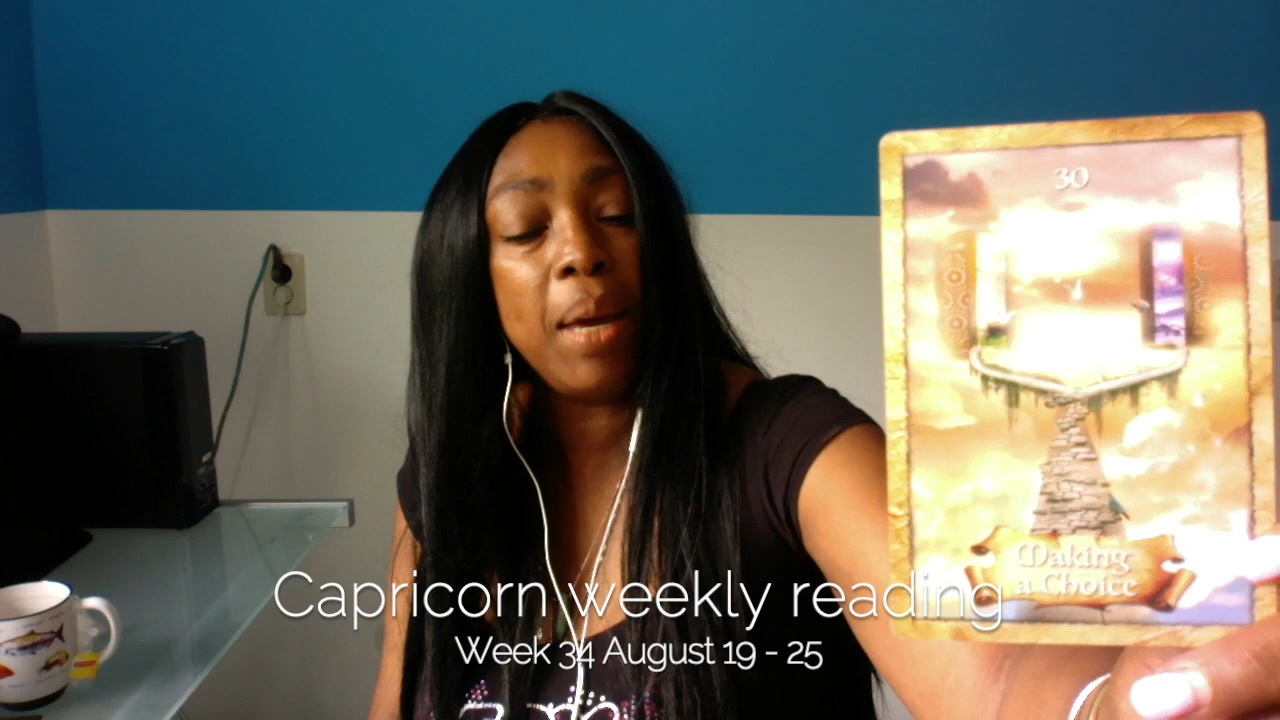 30
Making
a Choice
Capricorn weekly reading
Week 34 August 19 - 25